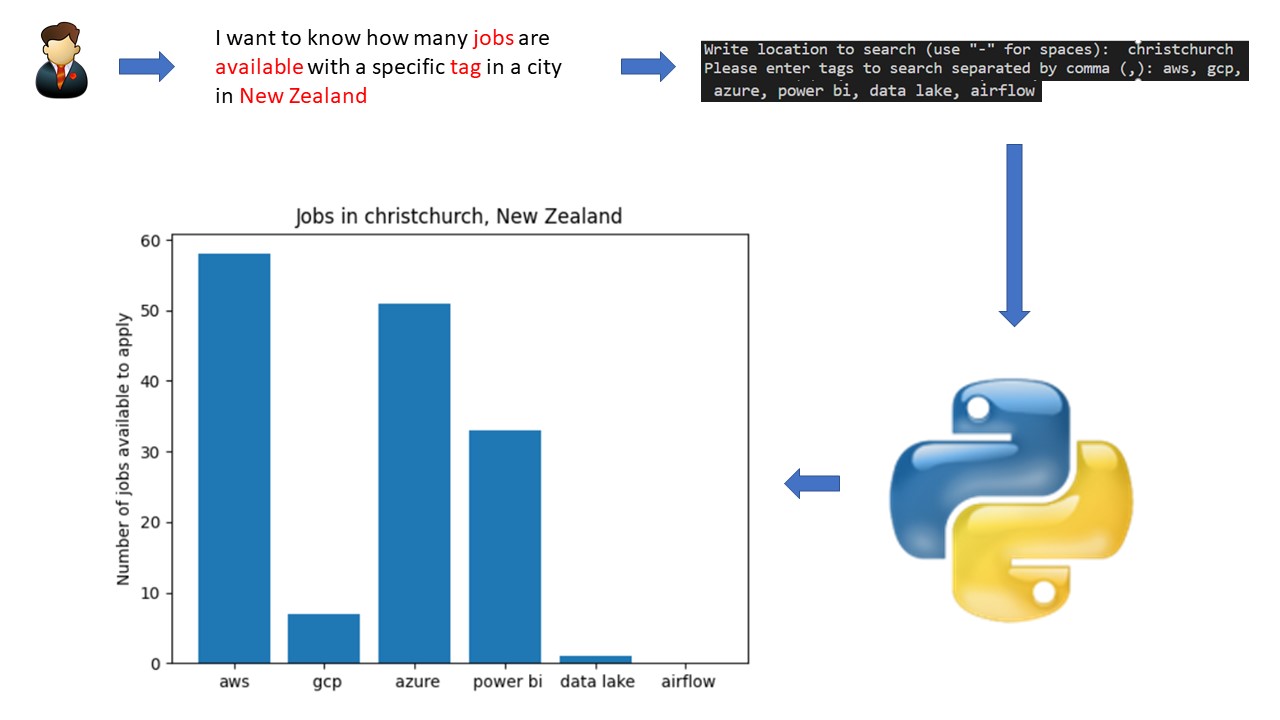 I want to know how many jobs are
available with a specific tag in a city
in New Zealand
Write location to search (use "-" for spaces):  christchurch
Please enter tags to search separated by comma (,): aws, gcp,
azure, power bi, data lake, airflow
Jobs in christchurch, New Zealand
Number of jobs available to apply
60
50
40
30
20
10
0
aws gcp azure power bi data lake airflow